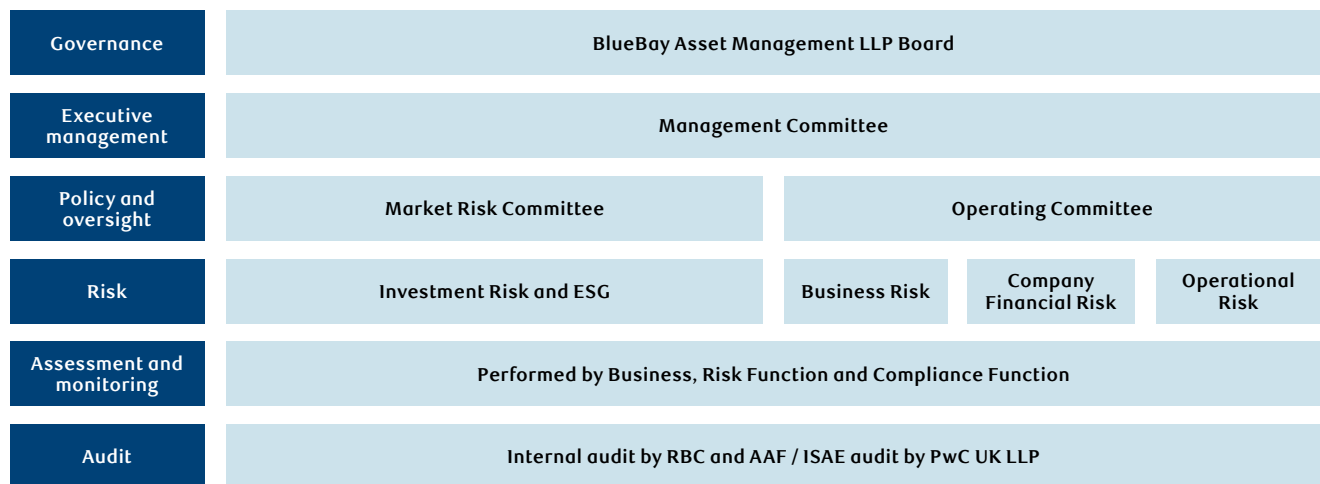 Governance
BlueBay Asset Management LLP Board
Executive
management
Management Committee
Policy and
oversight
Market Risk Committee
Operating Committee
Risk
Investment Risk and ESG
Business Risk
Company
Financial Risk
Operational
Risk
Assessment and
monitoring
Performed by Business, Risk Function and Compliance Function
Audit
Internal audit by RBC and AAF / ISAE audit by PwC UK LLP